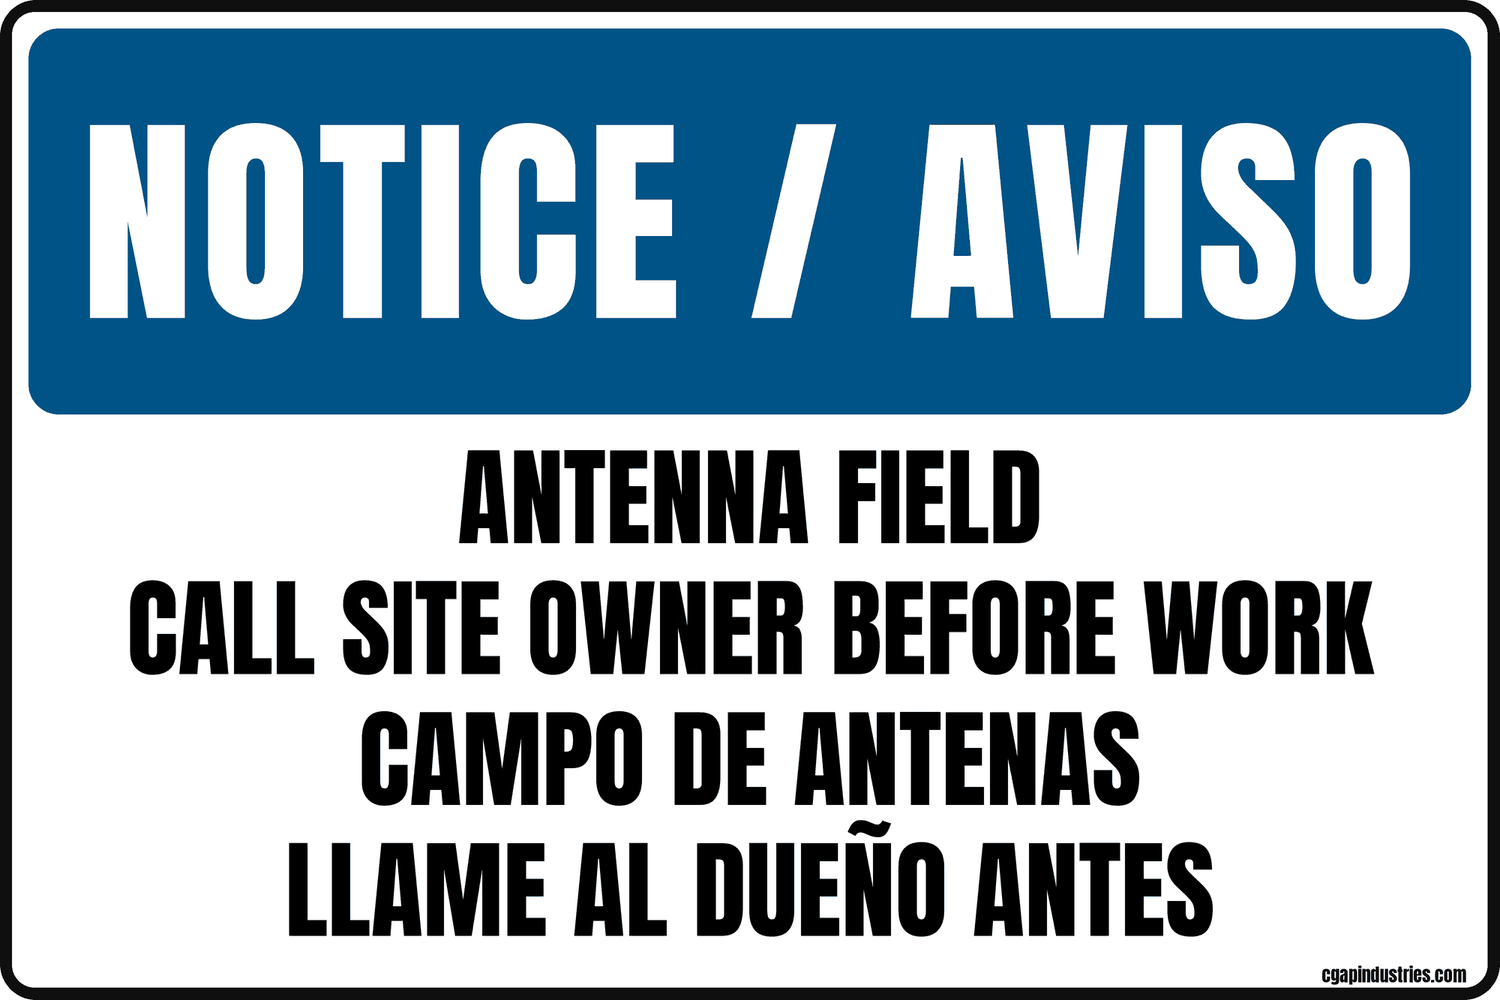 NOTICE / AVISO
ANTENNA FIELD
CALL SITE OWNER BEFORE WORK
CAMPO DE ANTENAS
LLAME AL DUEÑO ANTES
cgapindustries.com